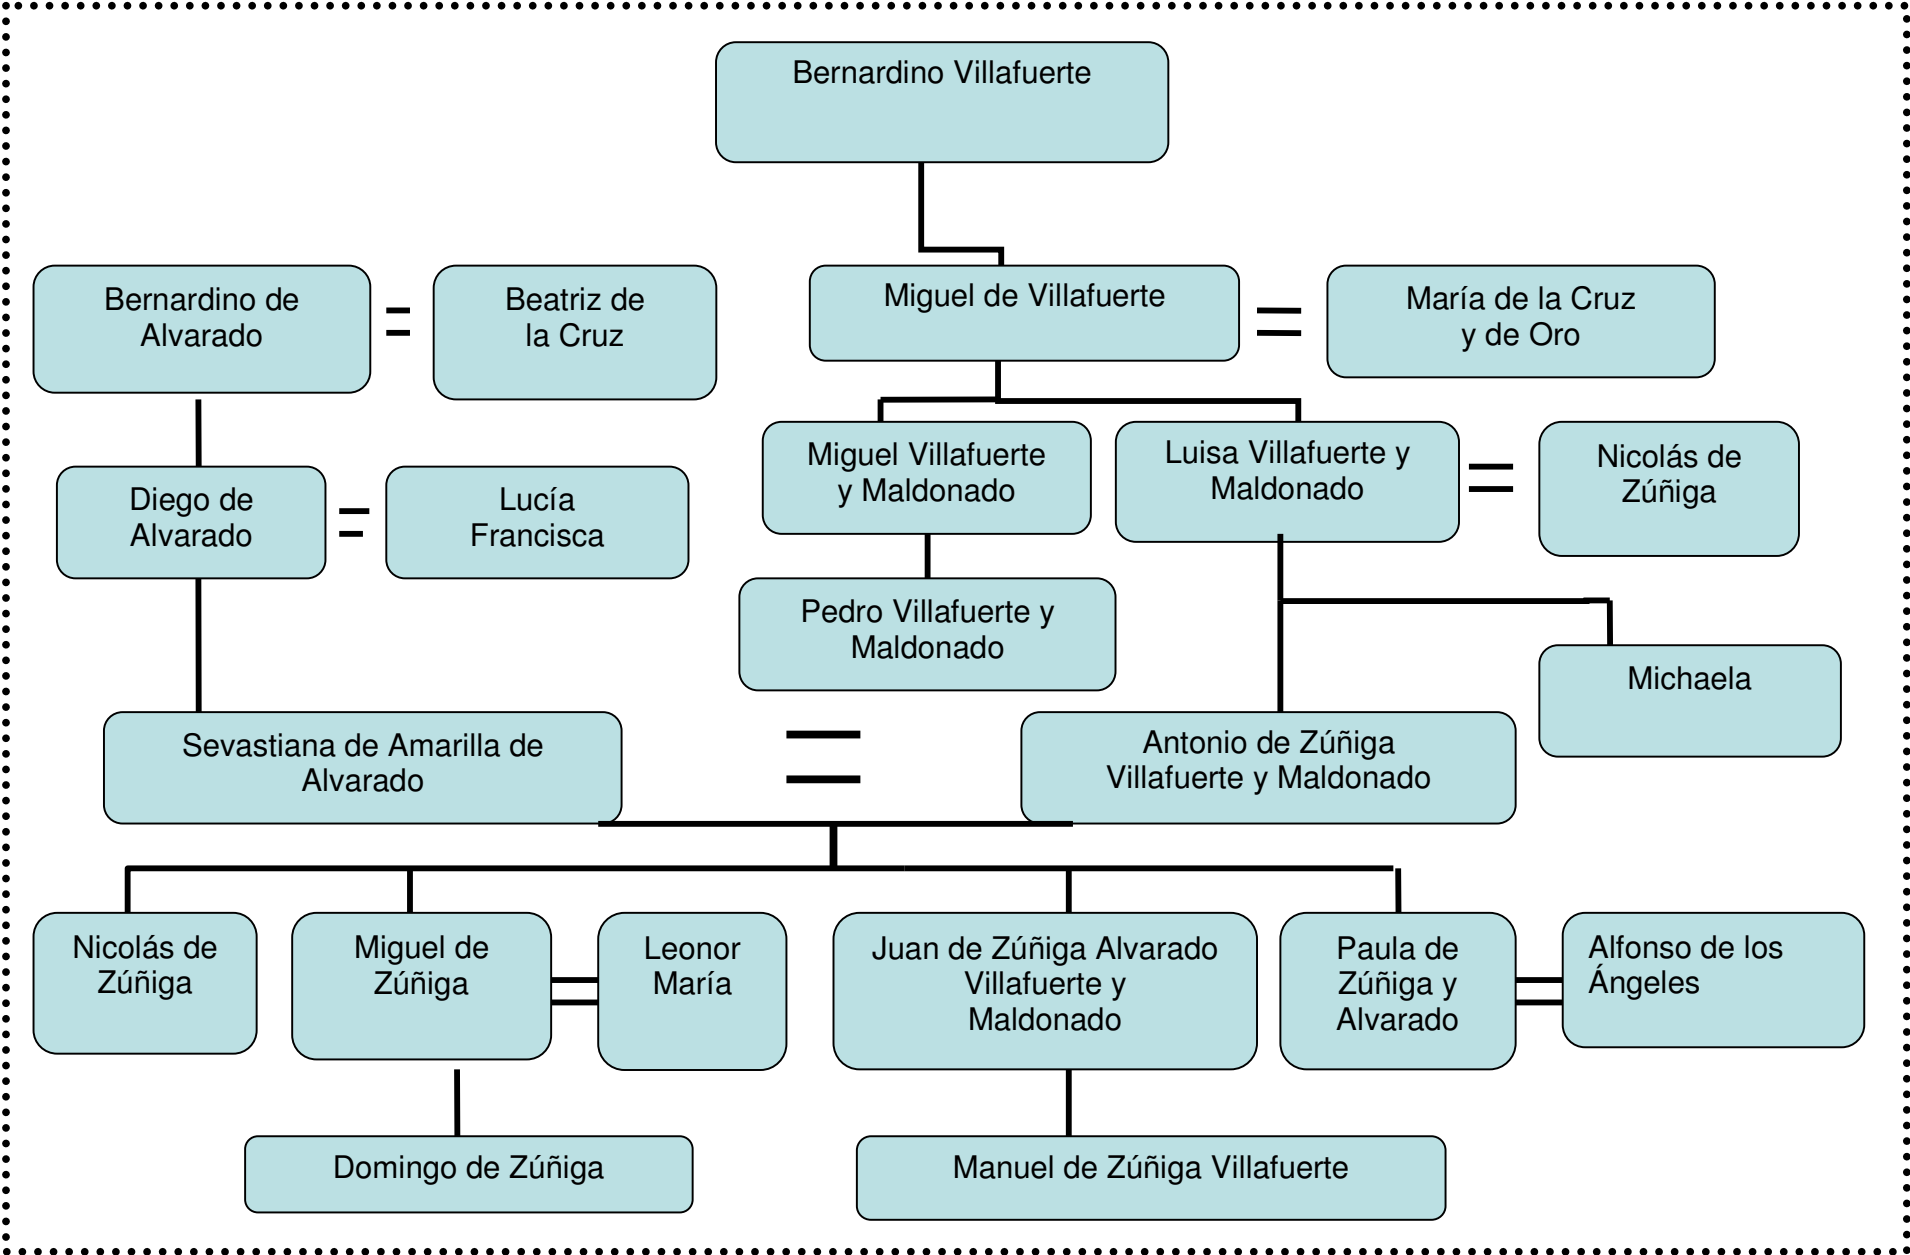 Bernardino Villafuerte
Bernardino de
Alvarado
Beatriz de
la Cruz
Miguel de Villafuerte
María de la Cruz
y de Oro
Miguel Villafuerte
y Maldonado
Luisa Villafuerte y
Maldonado
Nicolás de
Zúñiga
Diego de
Alvarado
Lucía
Francisca
Pedro Villafuerte y
Maldonado
Michaela
Sevastiana de Amarilla de
Alvarado
Antonio de Zúñiga
Villafuerte y Maldonado
Nicolás de
Zúñiga
Miguel de
Zúñiga
Leonor
María
Juan de Zúñiga Alvarado
Villafuerte y
Maldonado
Paula de
Zúñiga y
Alvarado
Alfonso de los
Ángeles
Domingo de Zúñiga
Manuel de Zúñiga Villafuerte